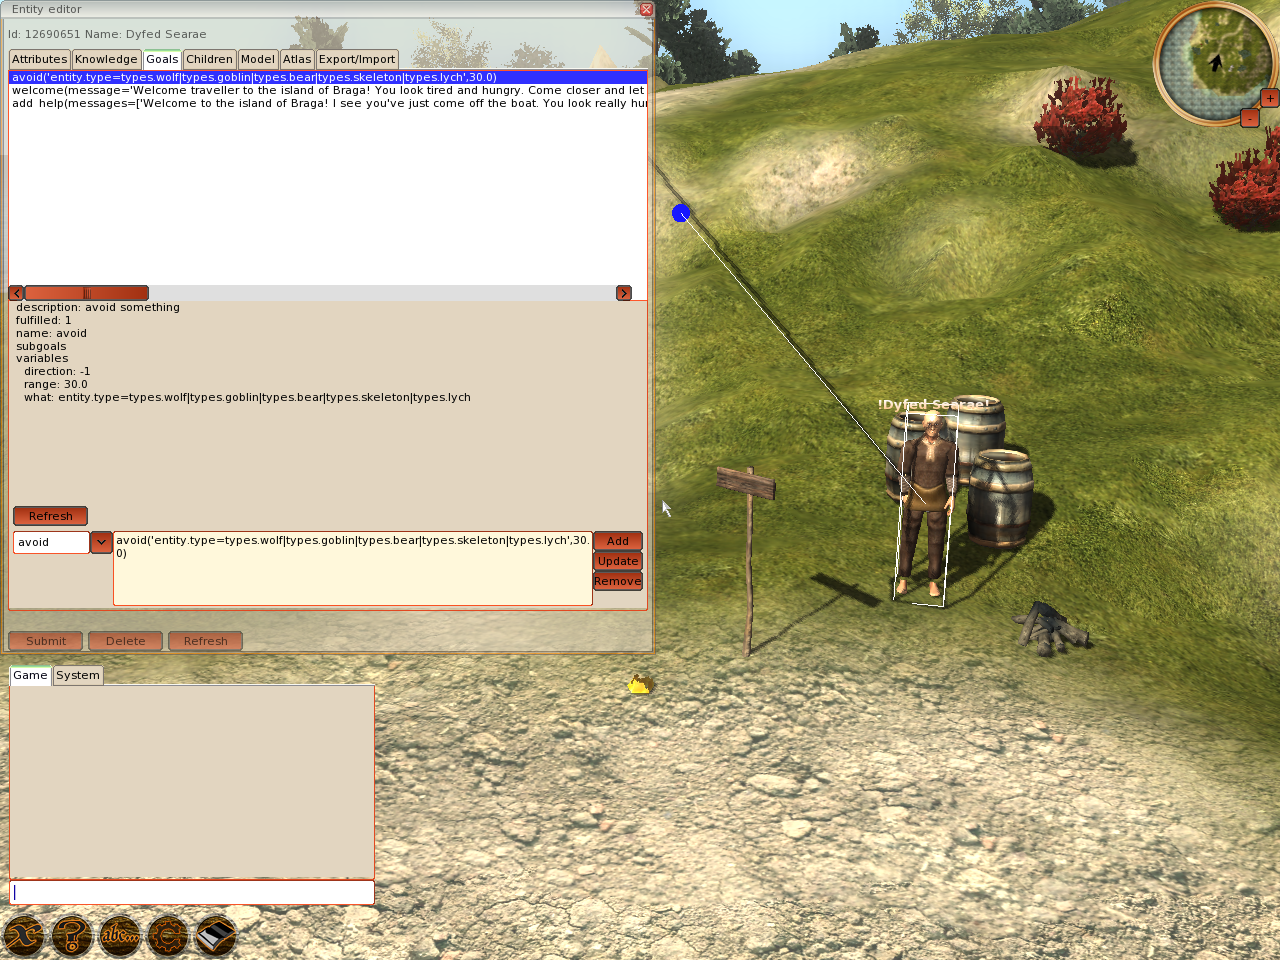 Entity editor
Id: 12690651 Name: Dyfed Searae
Attributes Knowledge Goals Children Model Atlas Export/Import
avoid('entity.type=types.wolf|types.goblin|types.bear|types.skeleton|types.lych',30.0)
welcome(message='Welcome traveller to the island of Braga! You look tired and hungry. Come closer and let
add_help(messages=['Welcome to the island of Braga! I see you've just come off the boat. You look really hu
description: avoid something
fulfilled: 1
name: avoid
subgoals
variables
direction: -1
range: 30.0
what: entity.type=types.wolf|types.goblin|types.bear|types.skeleton|types.lych
Refresh
avoid
avoid('entity.type=types.wolf|types.goblin|types.bear|types.skeleton|types.lych',30.
0)
Add
Update
Remove
Submit Delete Refresh
!Dyfed Searae!
+
-
Game System
?
abc...